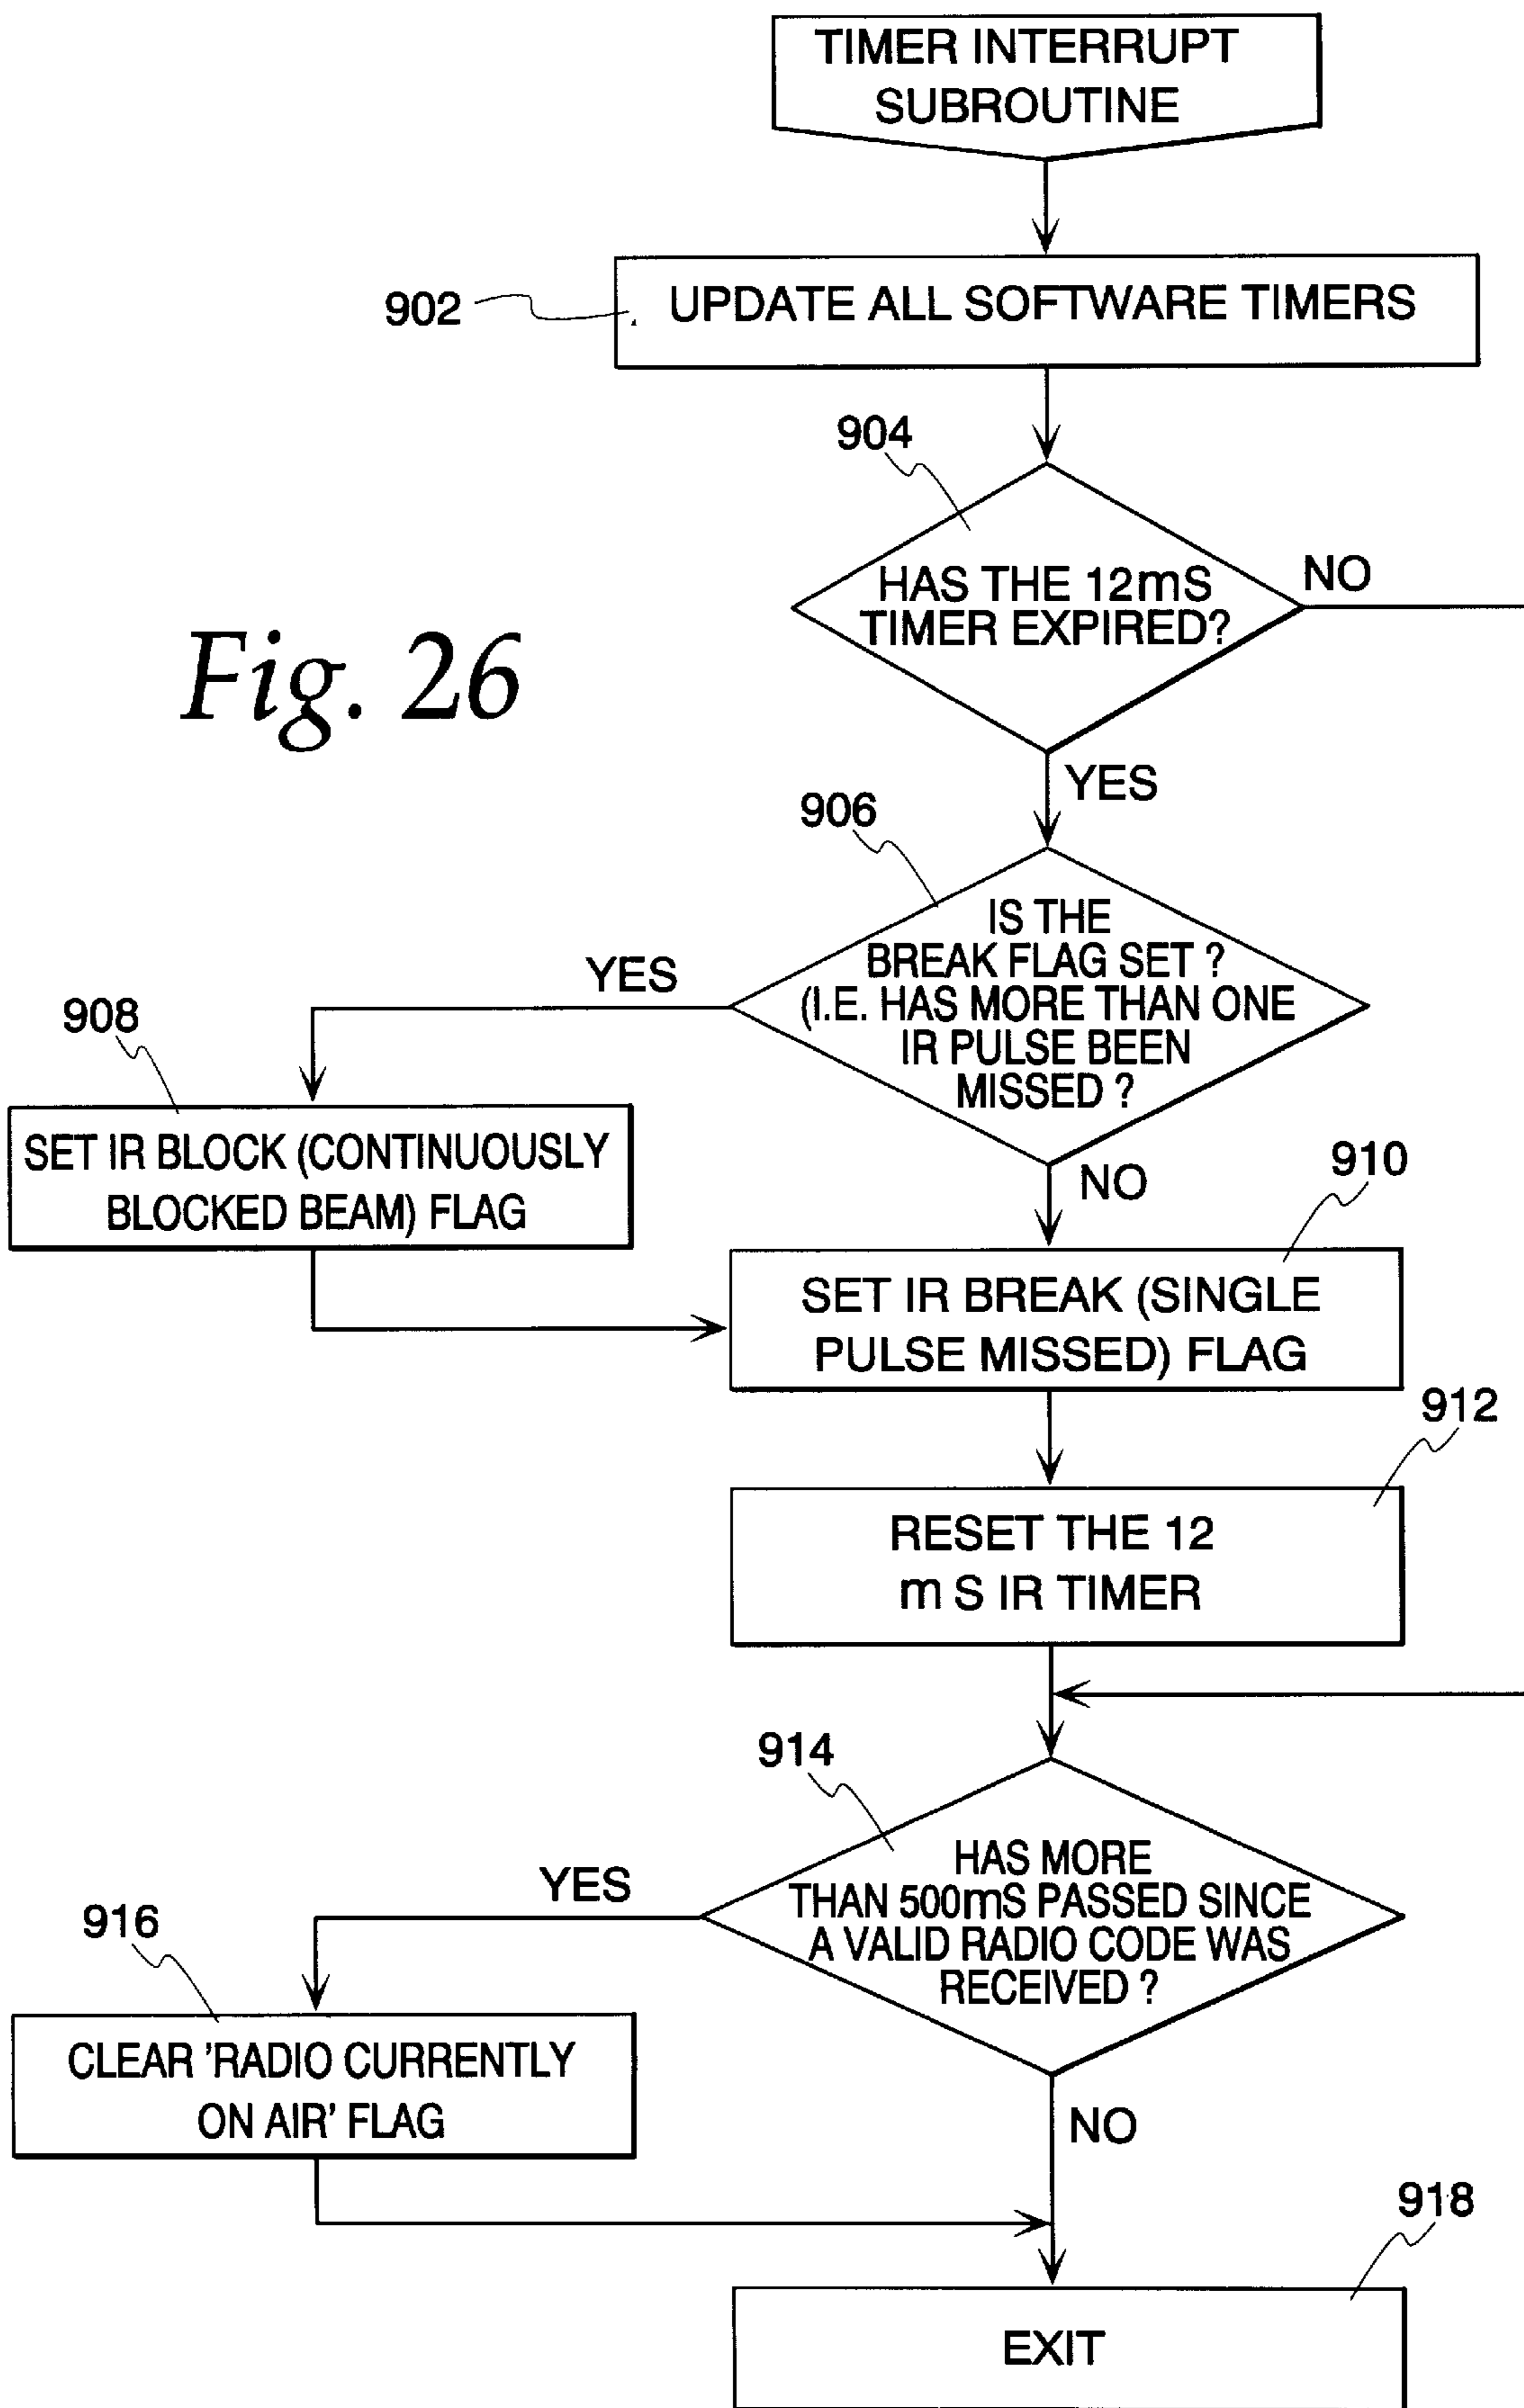 TIMER INTERRUPT
SUBROUTINE
902
UPDATE ALL SOFTWARE TIMERS
904
HAS THE 12mS
TIMER EXPIRED?
NO
Fig. 26
YES
906
IS THE
BREAK FLAG SET ?
(I.E. HAS MORE THAN ONE
IR PULSE BEEN
MISSED ?
YES
908
SET IR BLOCK (CONTINUOUSLY
BLOCKED BEAM) FLAG
NO
910
SET IR BREAK (SINGLE
PULSE MISSED) FLAG
912
RESET THE 12
m S IR TIMER
914
HAS MORE
THAN 500mS PASSED SINCE
A VALID RADIO CODE WAS
RECEIVED ?
YES
916
CLEAR 'RADIO CURRENTLY
ON AIR' FLAG
NO
918
EXIT